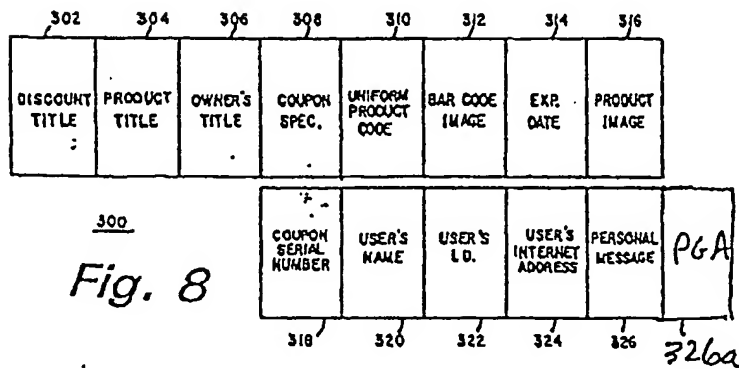 302 304 306 308 310 312 314 316
DISCOUNT TITLE
PRODUCT TITLE
OWNER'S TITLE
COUPON SPEC.
UNIFORM PRODUCT CODE
BAR CODE IMAGE
EXP. DATE
PRODUCT IMAGE
300
Fig. 8
COUPON SERIAL NUMBER
USER'S NAME
USER'S I.D.
USER'S INTERNET ADDRESS
PERSONAL MESSAGE
PGA
318 320 322 324 326 326a